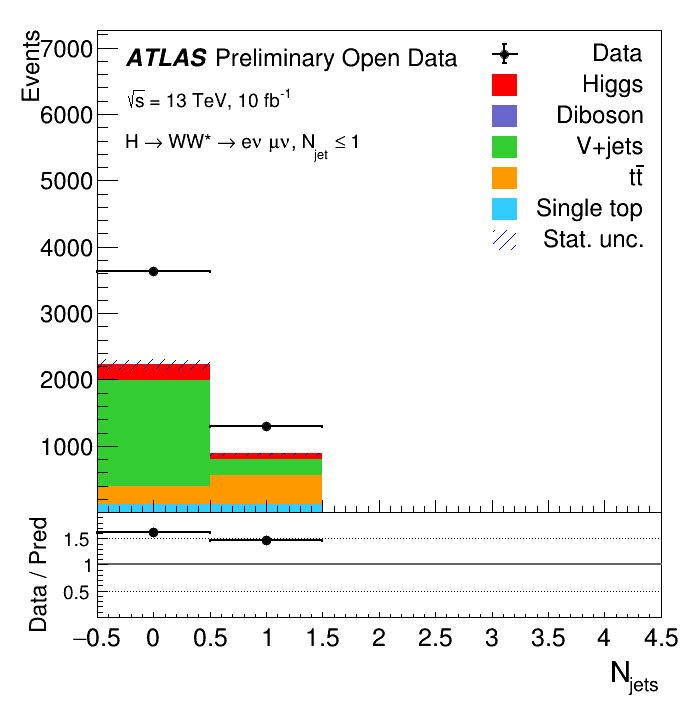 Events
7000
6000
5000
4000
3000
2000
1000
ATLAS Preliminary Open Data
√s = 13 TeV, 10 fb⁻¹
H → WW* → eν μν, N_jet ≤ 1
Data
Higgs
Diboson
V+jets
tt̄
Single top
Stat. unc.
Data / Pred
1.5
1
0.5
−0.5 0 0.5 1 1.5 2 2.5 3 3.5 4 4.5
N_jets